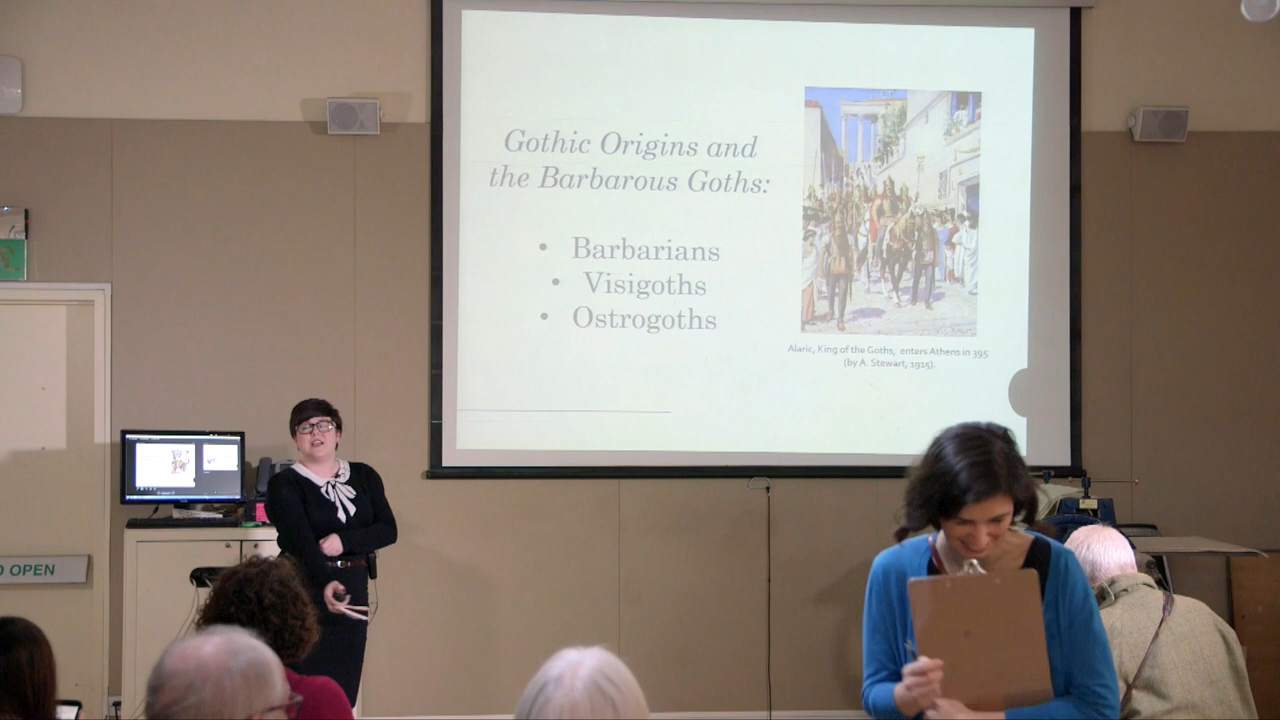 Gothic Origins and
the Barbarous Goths:
• Barbarians
• Visigoths
• Ostrogoths
Alaric, King of the Goths, enters Athens in 395
(by A. Stewart, 1915).
OPEN